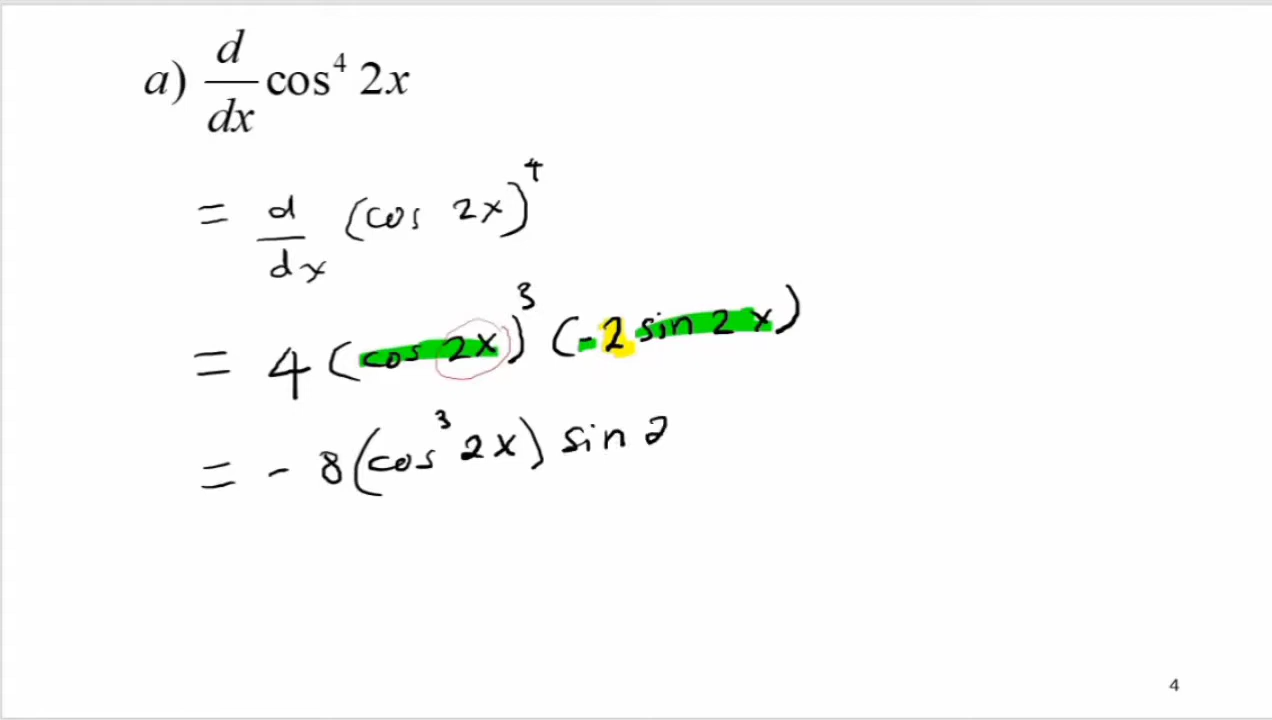 a) d/dx cos⁴ 2x
= d/dx (cos 2x)⁴
= 4 (cos 2x)³ (-2 sin 2x)
= - 8 (cos³ 2x) sin 2
4